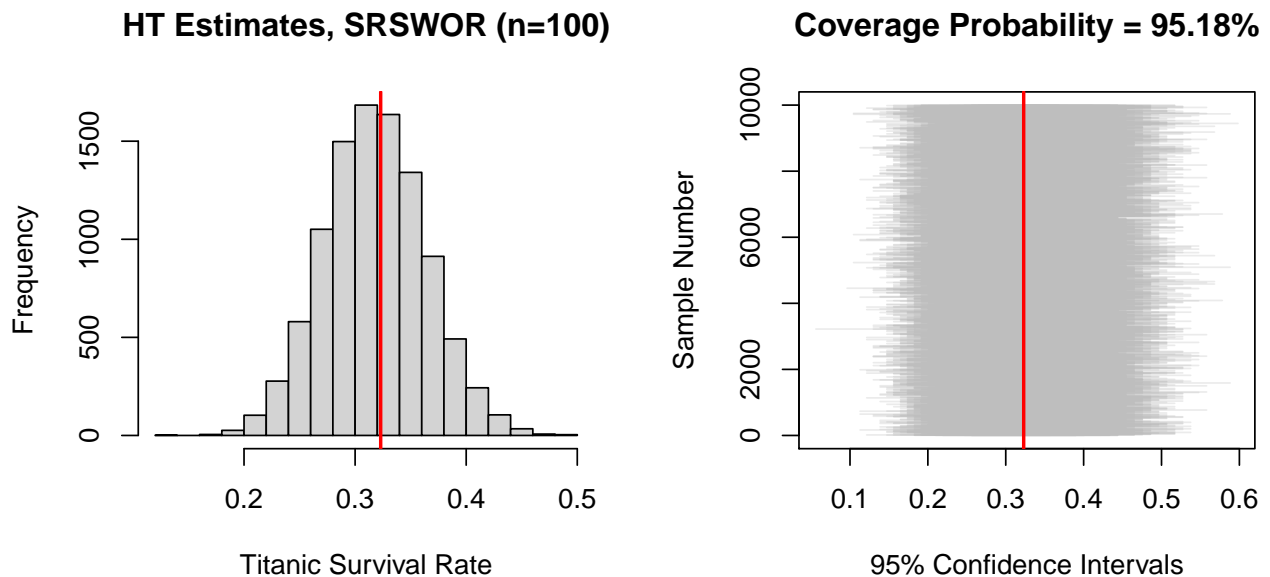 HT Estimates, SRSWOR (n=100)
Frequency
1500
1000
500
0
0.2 0.3 0.4 0.5
Titanic Survival Rate
Coverage Probability = 95.18%
Sample Number
10000
6000
2000
0
0.1 0.2 0.3 0.4 0.5 0.6
95% Confidence Intervals